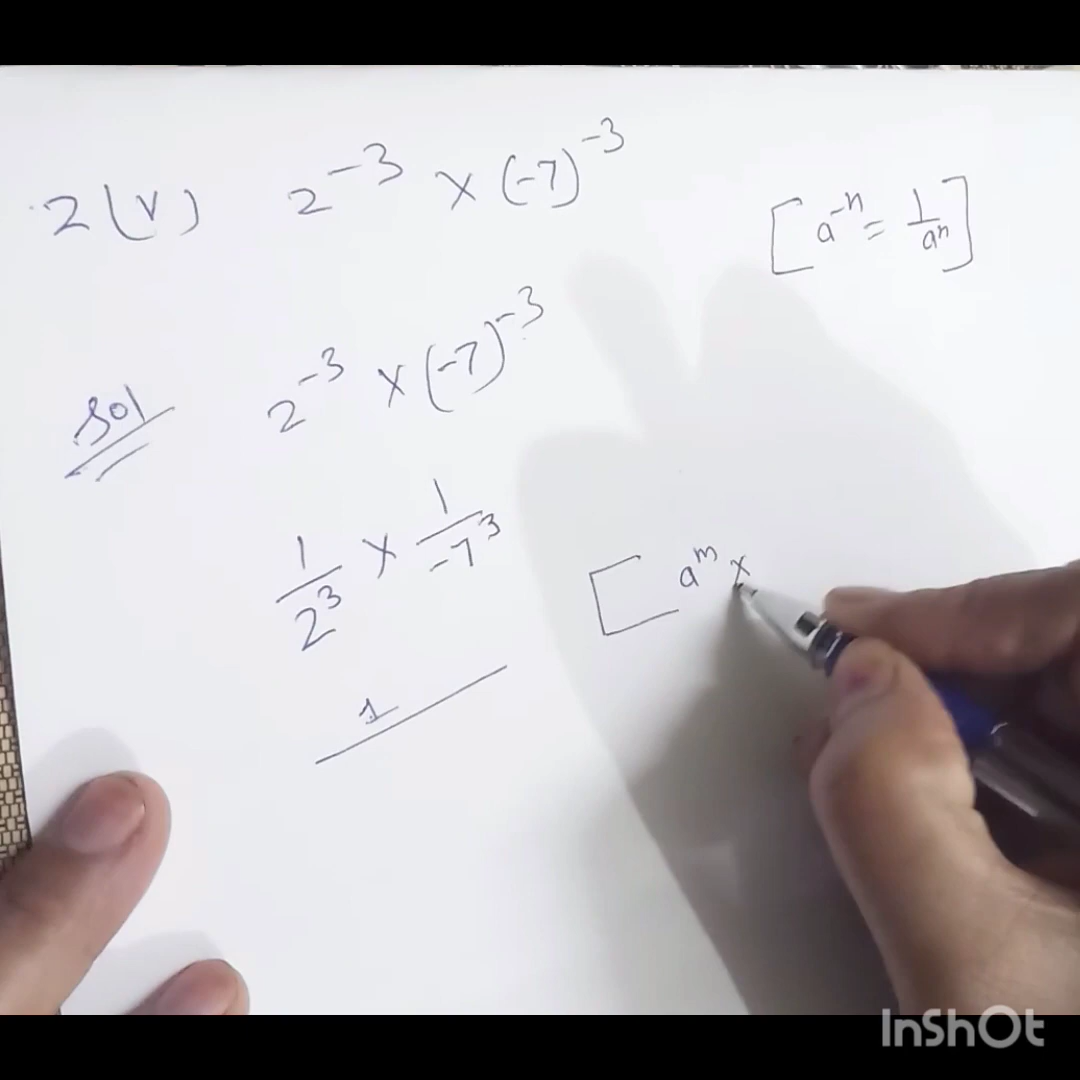 2(v) 2^-3 × (-7)^-3
[a^-n = 1/a^n]
Sol 2^-3 × (-7)^-3
1/2^3 × 1/-7^3
[a^m ×
1
InShOt